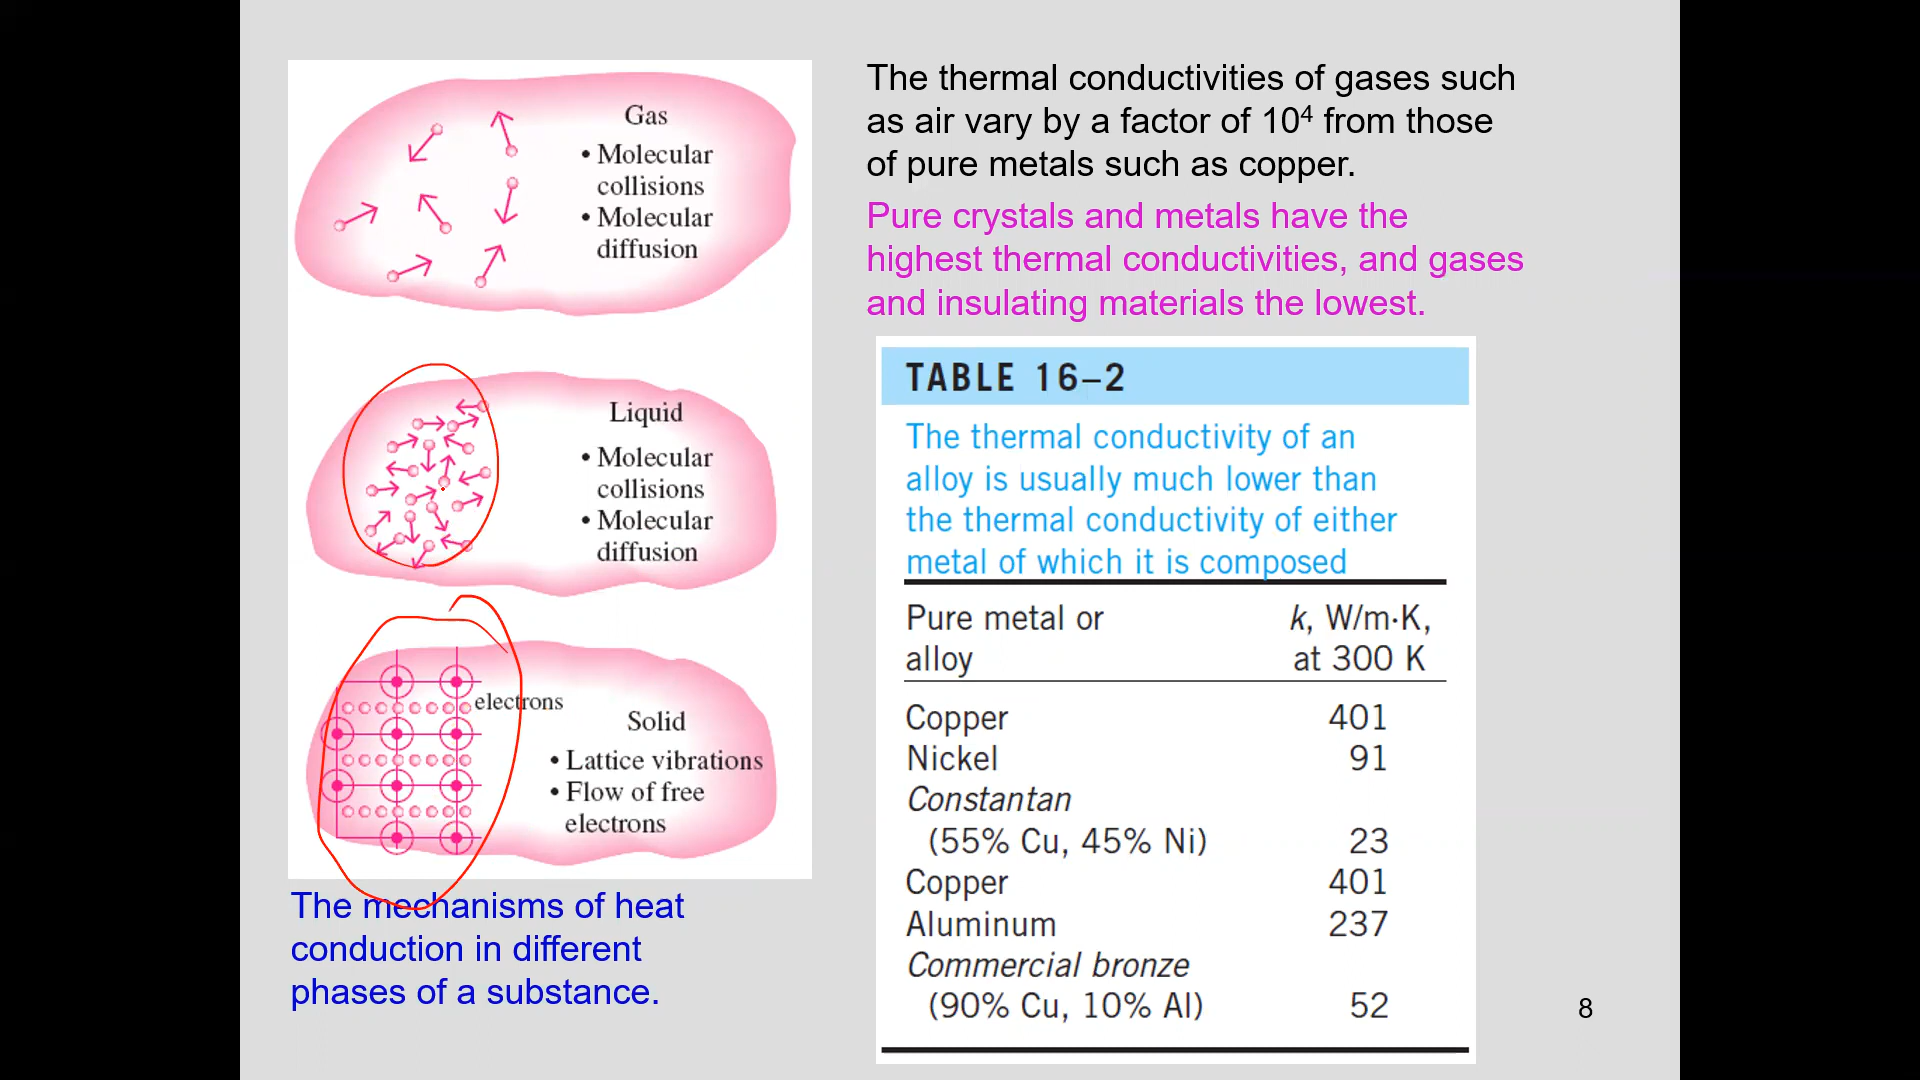 Gas
• Molecular
collisions
• Molecular
diffusion
Liquid
• Molecular
collisions
• Molecular
diffusion
electrons
Solid
• Lattice vibrations
• Flow of free
electrons
The mechanisms of heat
conduction in different
phases of a substance.
The thermal conductivities of gases such
as air vary by a factor of 10⁴ from those
of pure metals such as copper.
Pure crystals and metals have the
highest thermal conductivities, and gases
and insulating materials the lowest.
TABLE 16–2
The thermal conductivity of an
alloy is usually much lower than
the thermal conductivity of either
metal of which it is composed
Pure metal or k, W/m·K,
alloy at 300 K
Copper 401
Nickel 91
Constantan
(55% Cu, 45% Ni) 23
Copper 401
Aluminum 237
Commercial bronze
(90% Cu, 10% Al) 52
8